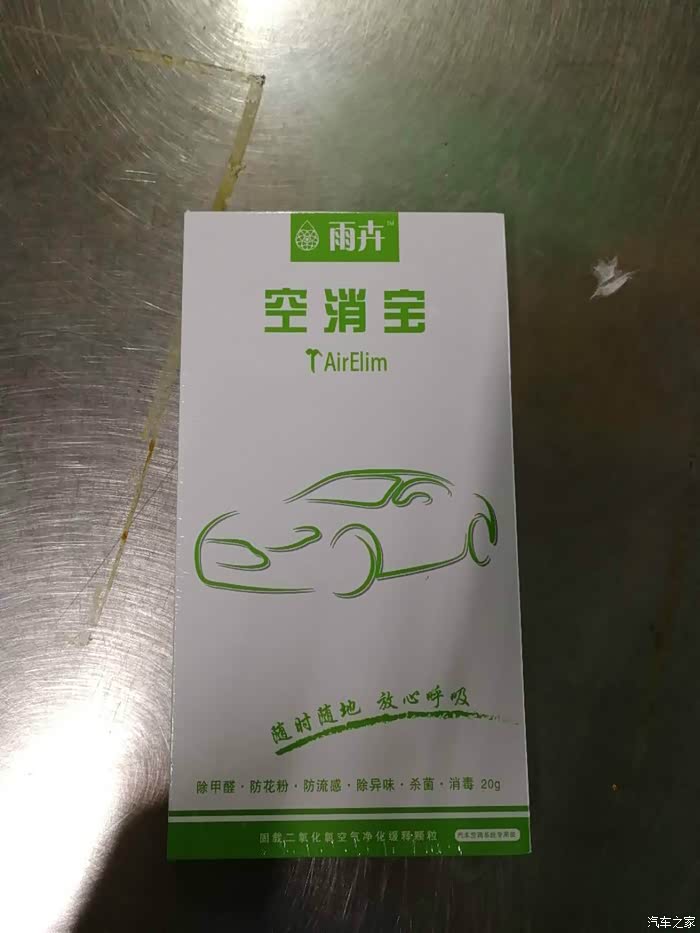 雨卉™
空消宝
AirElim
随时随地 放心呼吸
除甲醛·防花粉·防流感·除异味·杀菌·消毒 20g
固载二氧化氯空气净化缓释颗粒
汽车空调系统专用装
汽车之家